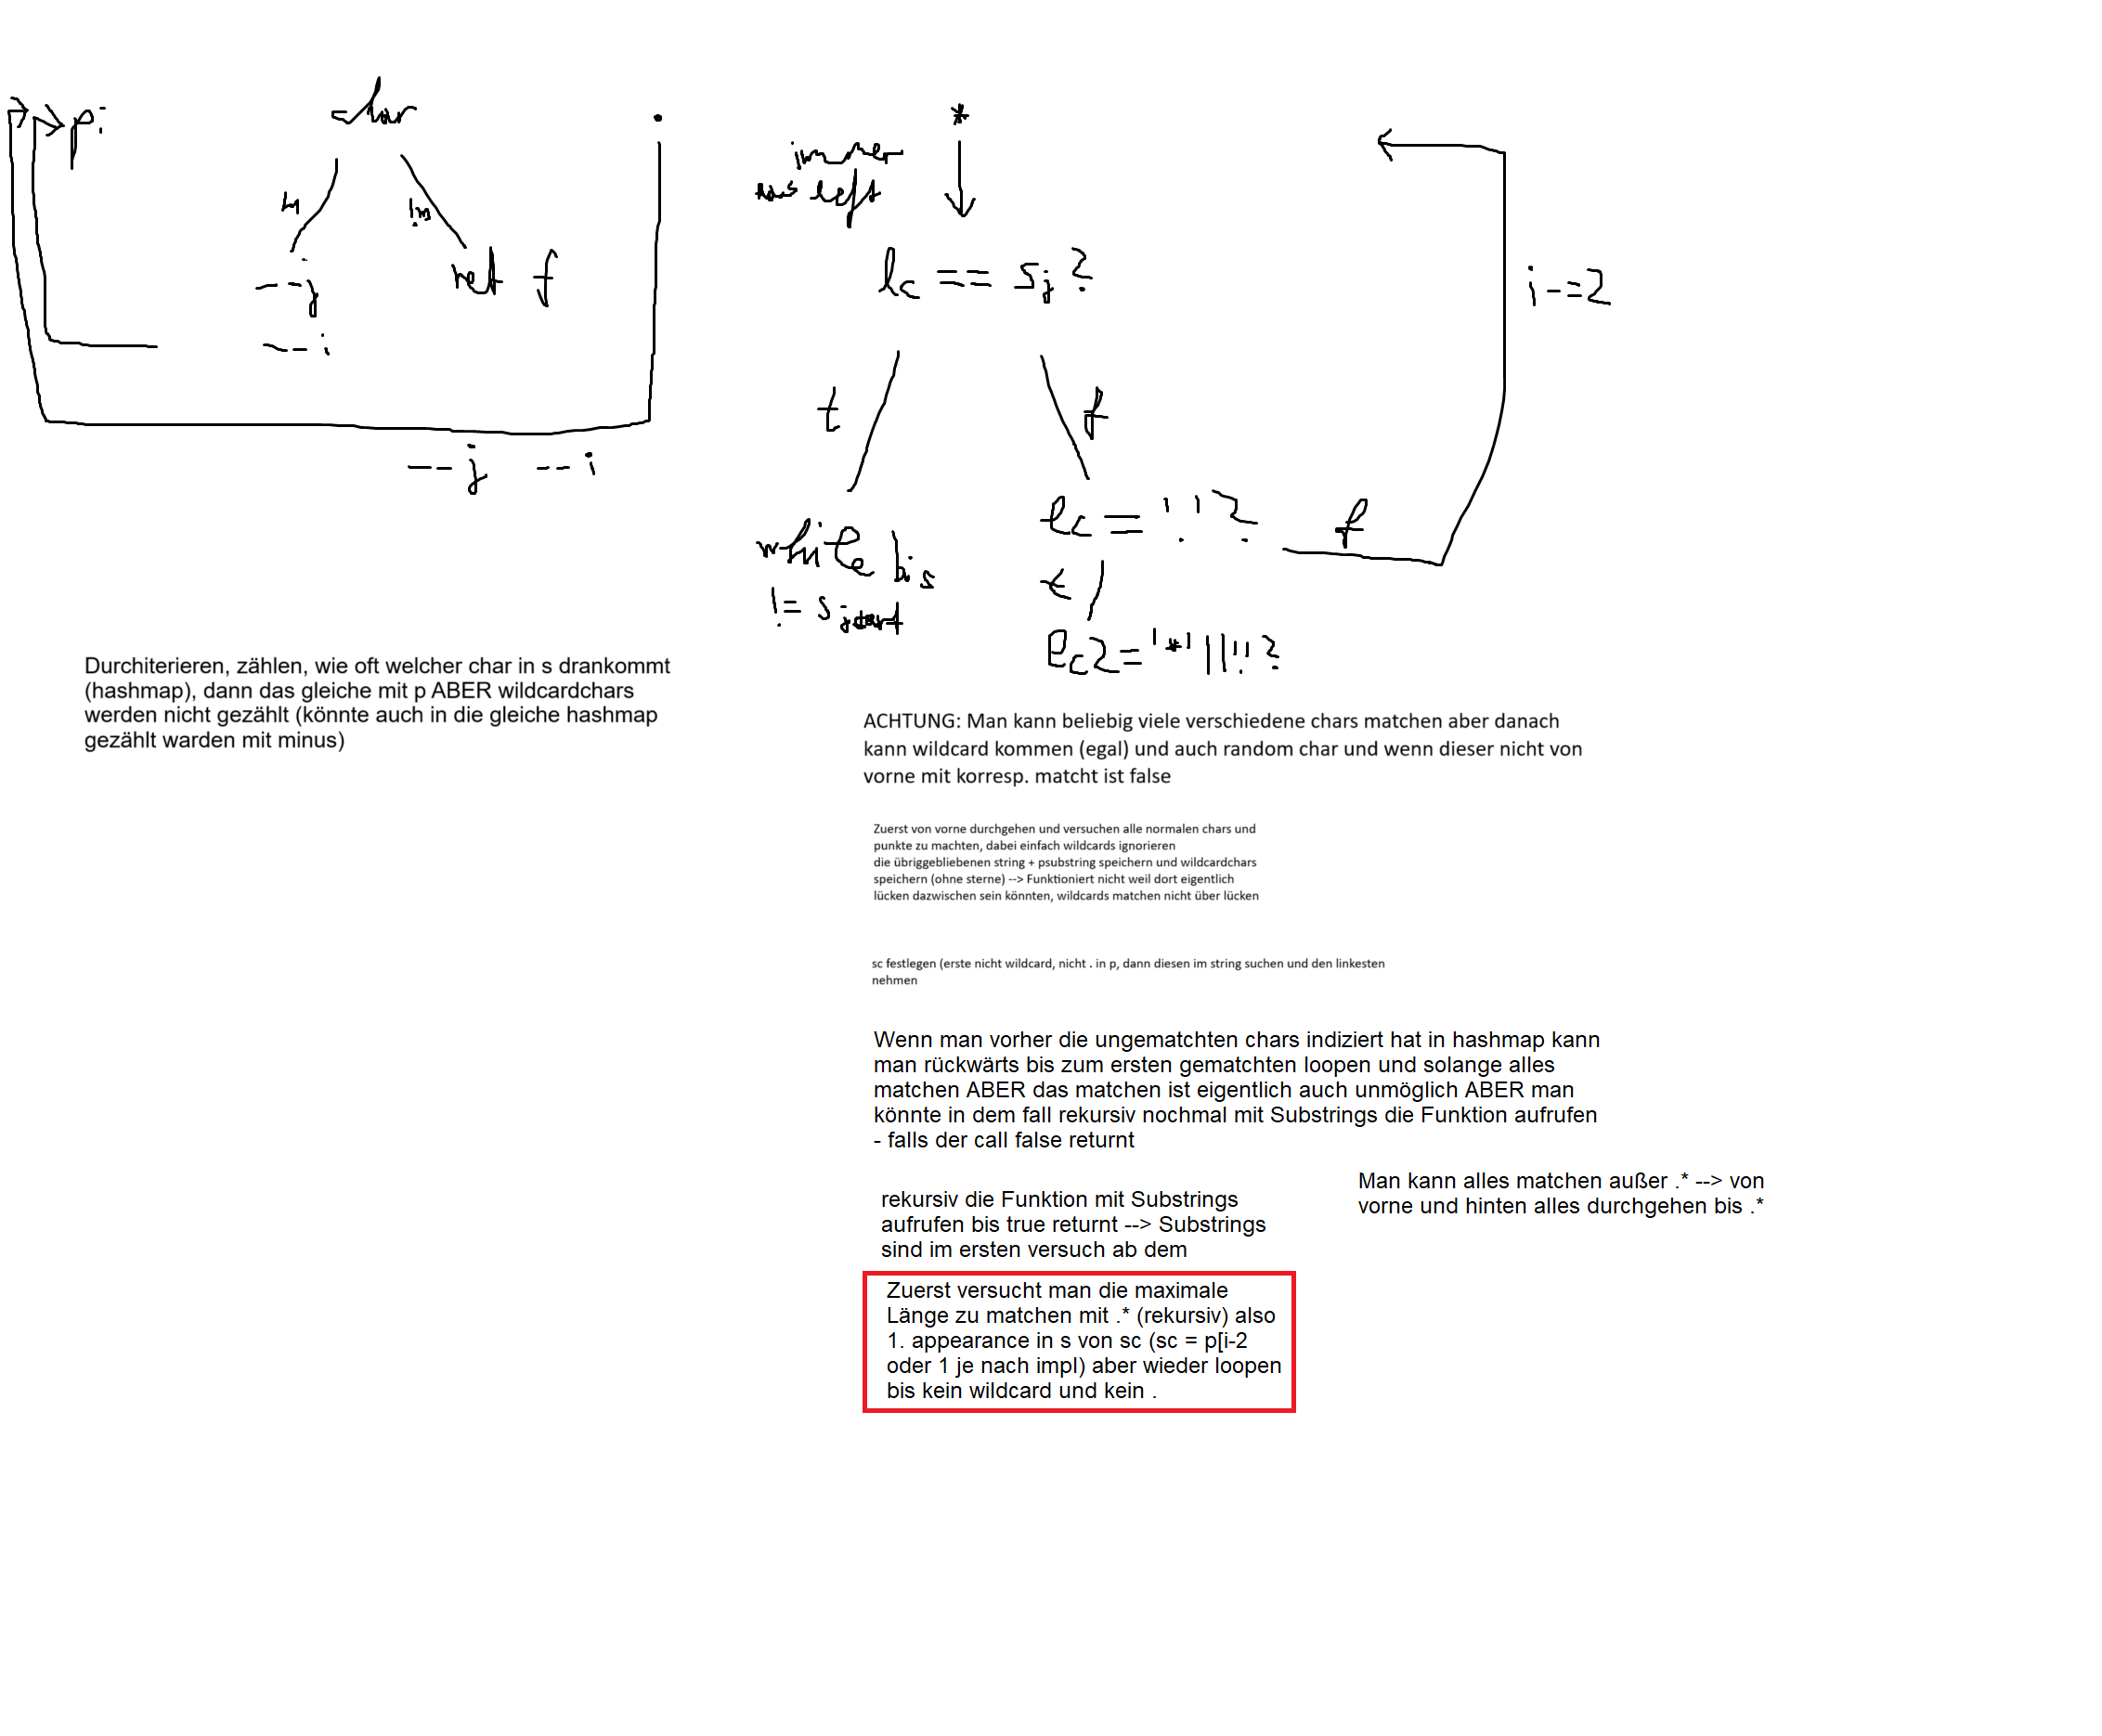 pi
char
.
*
immer
left
m
!m
--j
ret f
--i
lc == sj ?
i-=2
t
f
--j --i
while bis
!= sjstart
lc = '.' ?
f
t
lc2='*'||'.'?
Durchiterieren, zählen, wie oft welcher char in s drankommt
(hashmap), dann das gleiche mit p ABER wildcardchars
werden nicht gezählt (könnte auch in die gleiche hashmap
gezählt warden mit minus)
ACHTUNG: Man kann beliebig viele verschiedene chars matchen aber danach
kann wildcard kommen (egal) und auch random char und wenn dieser nicht von
vorne mit korresp. matcht ist false
Zuerst von vorne durchgehen und versuchen alle normalen chars und
punkte zu machten, dabei einfach wildcards ignorieren
die übriggebliebenen string + psubstring speichern und wildcardchars
speichern (ohne sterne) --> Funktioniert nicht weil dort eigentlich
lücken dazwischen sein könnten, wildcards matchen nicht über lücken
sc festlegen (erste nicht wildcard, nicht . in p, dann diesen im string suchen und den linkesten
nehmen
Wenn man vorher die ungematchten chars indiziert hat in hashmap kann
man rückwärts bis zum ersten gematchten loopen und solange alles
matchen ABER das matchen ist eigentlich auch unmöglich ABER man
könnte in dem fall rekursiv nochmal mit Substrings die Funktion aufrufen
- falls der call false returnt
Man kann alles matchen außer .* --> von
vorne und hinten alles durchgehen bis .*
rekursiv die Funktion mit Substrings
aufrufen bis true returnt --> Substrings
sind im ersten versuch ab dem
Zuerst versucht man die maximale
Länge zu matchen mit .* (rekursiv) also
1. appearance in s von sc (sc = p[i-2
oder 1 je nach impl) aber wieder loopen
bis kein wildcard und kein .